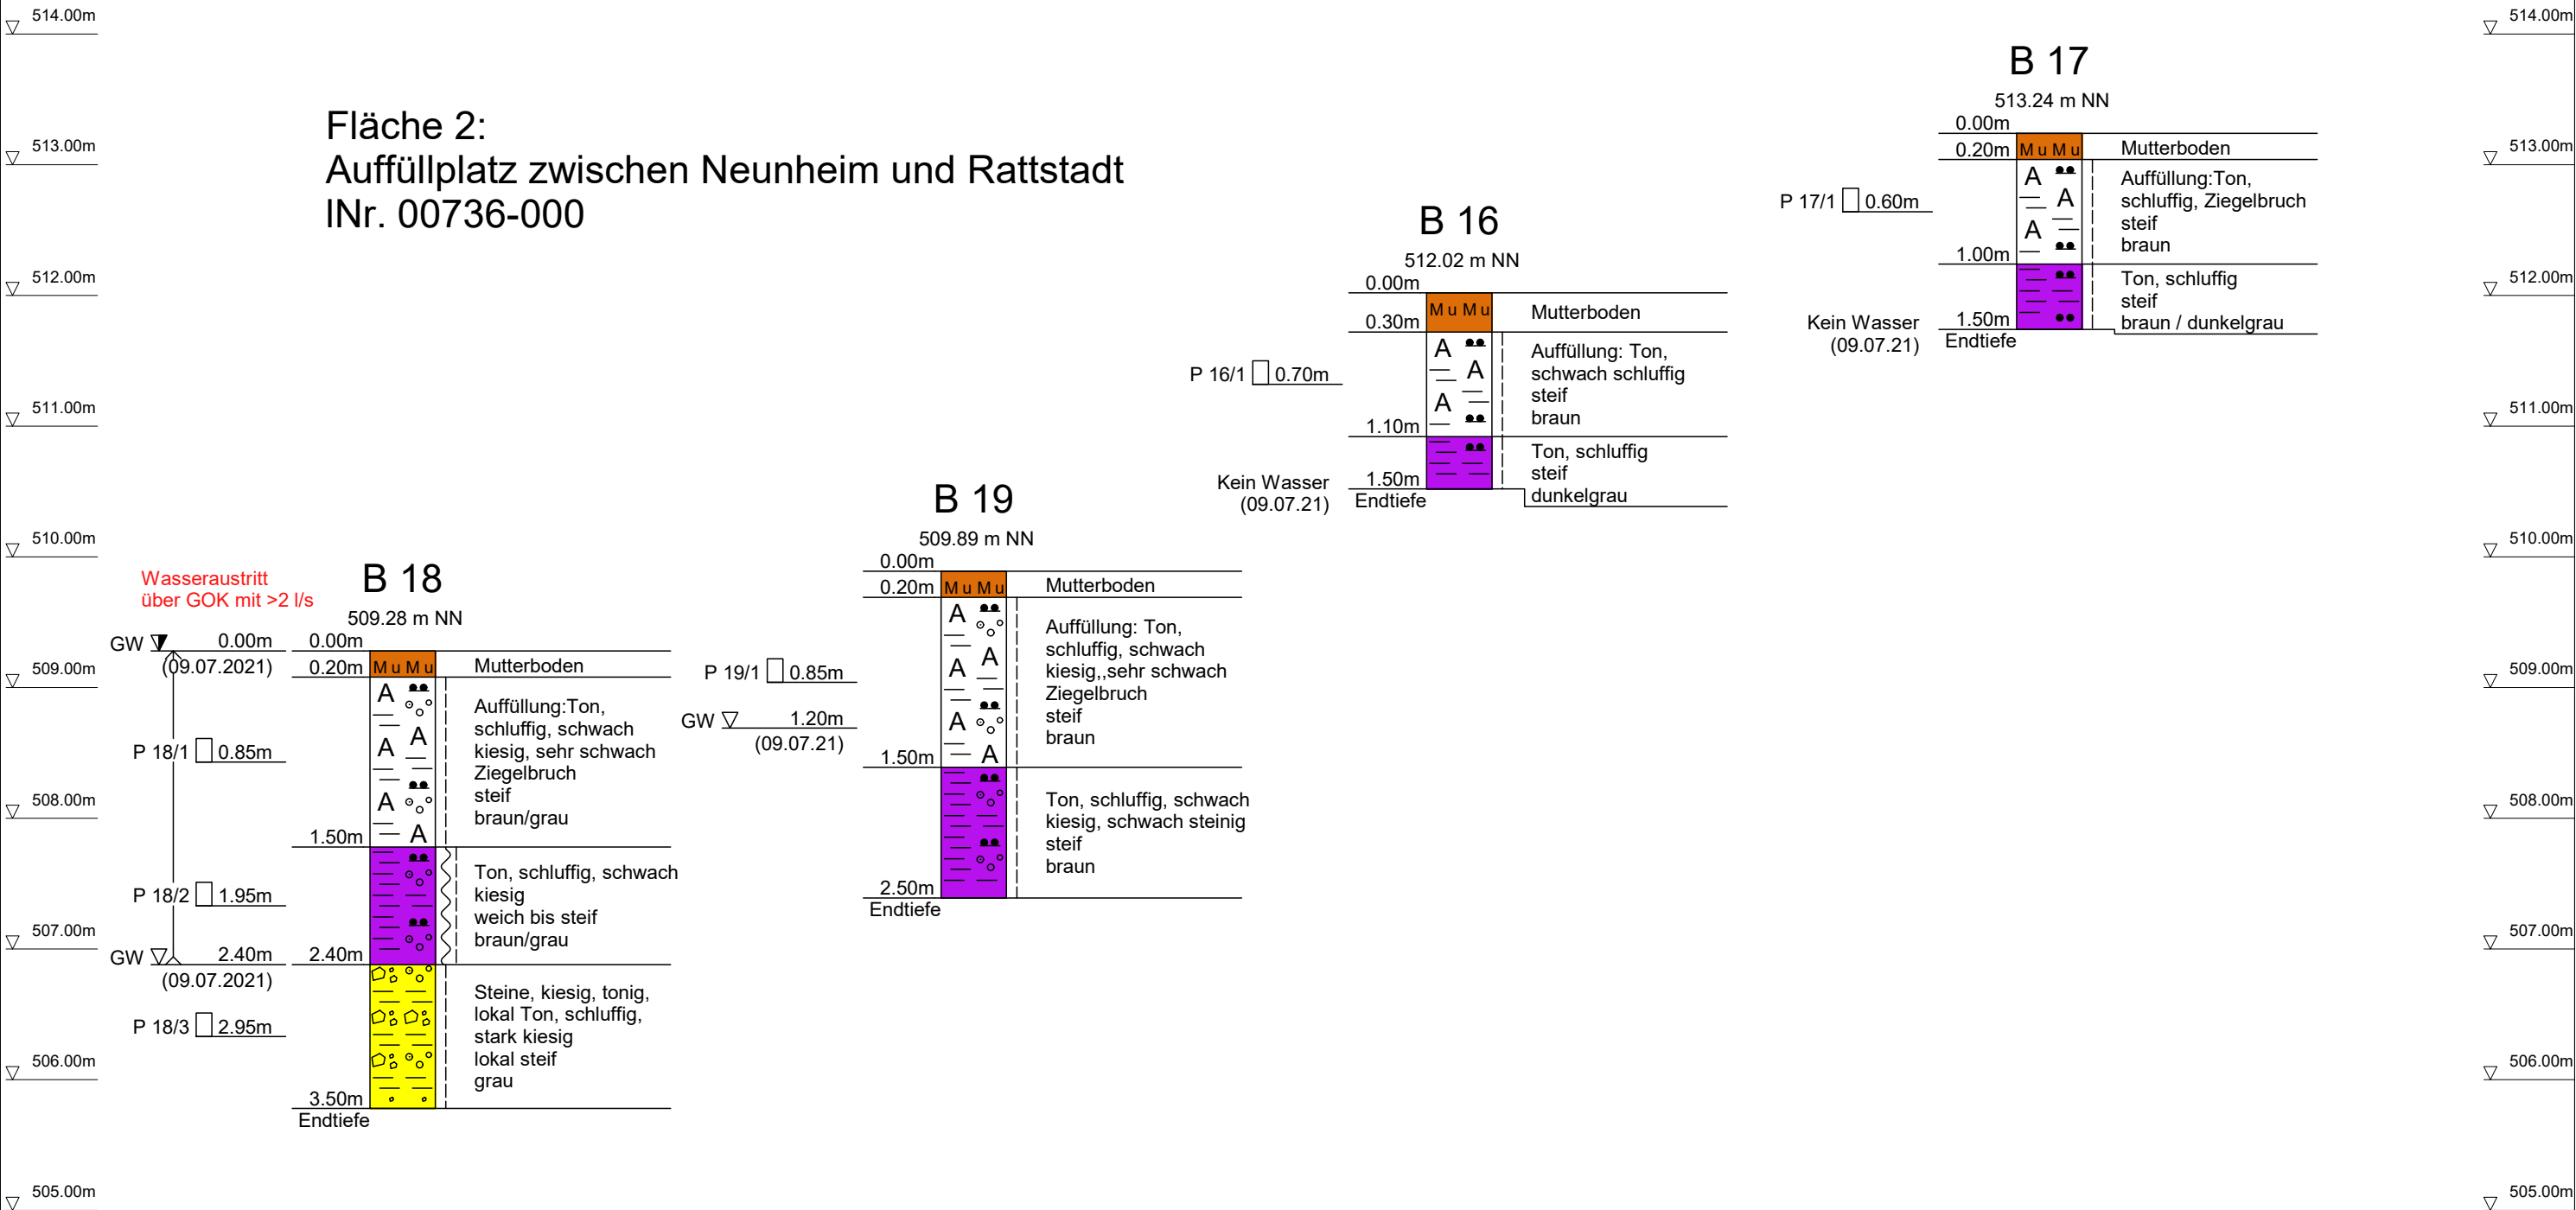 514.00m
513.00m
512.00m
511.00m
510.00m
509.00m
508.00m
507.00m
506.00m
505.00m
Fläche 2:
Auffüllplatz zwischen Neunheim und Rattstadt
INr. 00736-000
Wasseraustritt
über GOK mit >2 l/s
B 18
509.28 m NN
GW 0.00m
(09.07.2021)
P 18/1 0.85m
P 18/2 1.95m
GW 2.40m
(09.07.2021)
P 18/3 2.95m
0.00m
0.20m
1.50m
2.40m
3.50m
Endtiefe
M u M u
A
A
A
A
A
Mutterboden
Auffüllung:Ton,
schluffig, schwach
kiesig, sehr schwach
Ziegelbruch
steif
braun/grau
Ton, schluffig, schwach
kiesig
weich bis steif
braun/grau
Steine, kiesig, tonig,
lokal Ton, schluffig,
stark kiesig
lokal steif
grau
B 19
509.89 m NN
P 19/1 0.85m
GW 1.20m
(09.07.21)
0.00m
0.20m
1.50m
2.50m
Endtiefe
M u M u
A
A
A
A
A
Mutterboden
Auffüllung: Ton,
schluffig, schwach
kiesig,,sehr schwach
Ziegelbruch
steif
braun
Ton, schluffig, schwach
kiesig, schwach steinig
steif
braun
B 16
512.02 m NN
P 16/1 0.70m
Kein Wasser
(09.07.21)
0.00m
0.30m
1.10m
1.50m
Endtiefe
M u M u
A
A
A
Mutterboden
Auffüllung: Ton,
schwach schluffig
steif
braun
Ton, schluffig
steif
dunkelgrau
B 17
513.24 m NN
P 17/1 0.60m
Kein Wasser
(09.07.21)
0.00m
0.20m
1.00m
1.50m
Endtiefe
M u M u
A
A
A
Mutterboden
Auffüllung:Ton,
schluffig, Ziegelbruch
steif
braun
Ton, schluffig
steif
braun / dunkelgrau
514.00m
513.00m
512.00m
511.00m
510.00m
509.00m
508.00m
507.00m
506.00m
505.00m